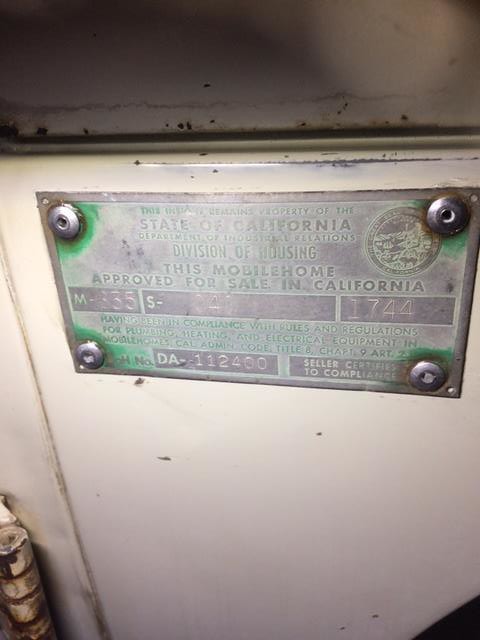 THIS INSIGNIA REMAINS PROPERTY OF THE
STATE OF CALIFORNIA
DEPARTMENT OF INDUSTRIAL RELATIONS
DIVISION OF HOUSING
THIS MOBILEHOME
APPROVED FOR SALE IN CALIFORNIA
M- S- 1744
HAVING BEEN IN COMPLIANCE WITH RULES AND REGULATIONS
FOR PLUMBING, HEATING, AND ELECTRICAL EQUIPMENT IN
MOBILEHOMES, CAL. ADMIN. CODE, TITLE 8, CHAPT. 9 ART. 2
No. DA- 112400 SELLER CERTIFIES
TO COMPLIANCE